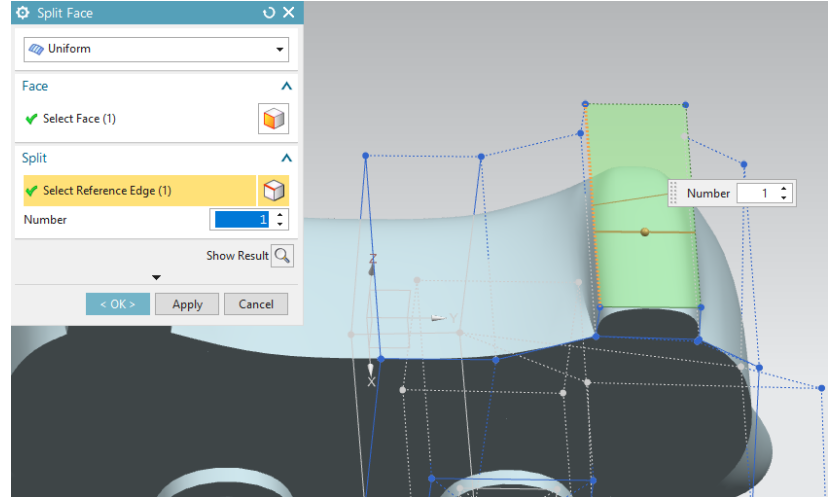 Split Face
Uniform
Face
Select Face (1)
Split
Select Reference Edge (1)
Number 1
Show Result
< OK > Apply Cancel
Number 1
Z
Y
X